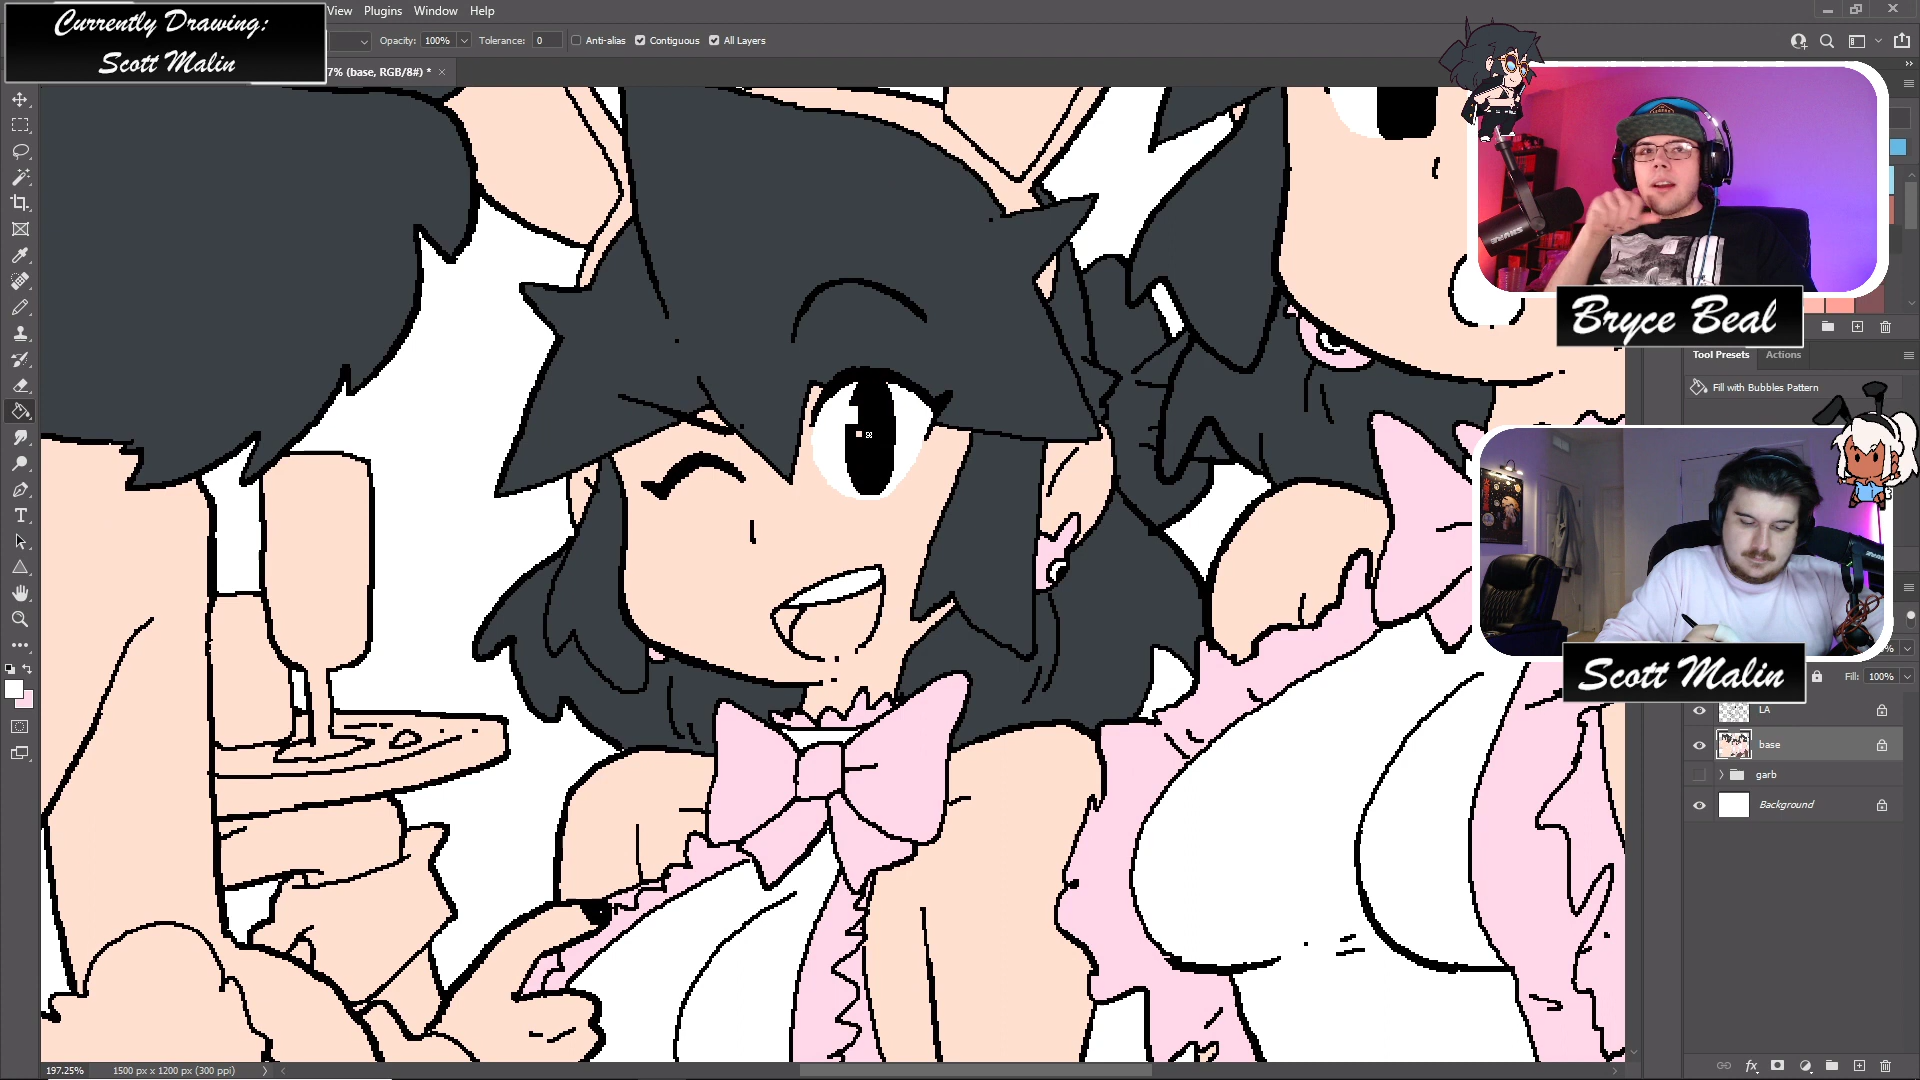 Currently Drawing:
Scott Malin
View Plugins Window Help
Opacity: 100% Tolerance: 0 Anti-alias Contiguous All Layers
7% (base, RGB/8#) * ×
Bryce Beal
Tool Presets Actions
Fill with Bubbles Pattern
Scott Malin
Fill: 100%
LA
base
garb
Background
197.25% 1500 px x 1200 px (300 ppi)